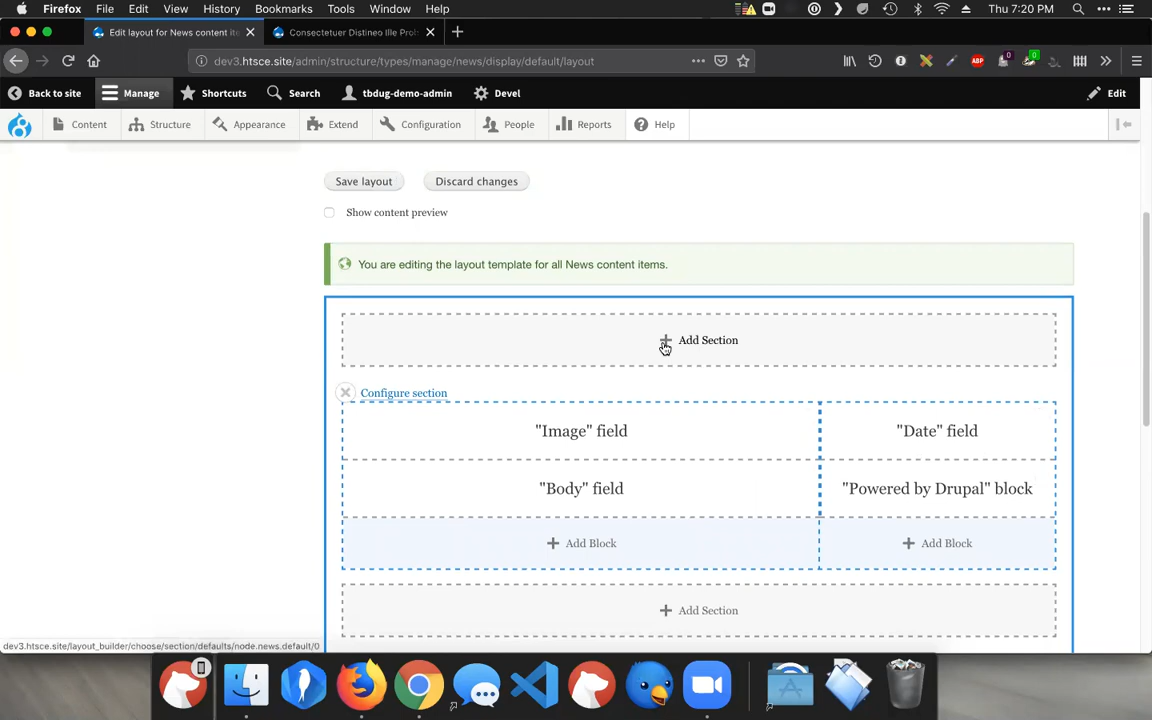 Firefox File Edit View History Bookmarks Tools Window Help Thu 7:20 PM
Edit layout for News content ite
Consectetuer Distineo Ille Prol
dev3.htsce.site/admin/structure/types/manage/news/display/default/layout
ABP 0 0
Back to site Manage Shortcuts Search tbdug-demo-admin Devel Edit
Content Structure Appearance Extend Configuration People Reports Help
Save layout Discard changes
Show content preview
You are editing the layout template for all News content items.
Add Section
Configure section
"Image" field "Date" field
"Body" field "Powered by Drupal" block
Add Block Add Block
Add Section
dev3.htsce.site/layout_builder/choose/section/defaults/node.news.default/0